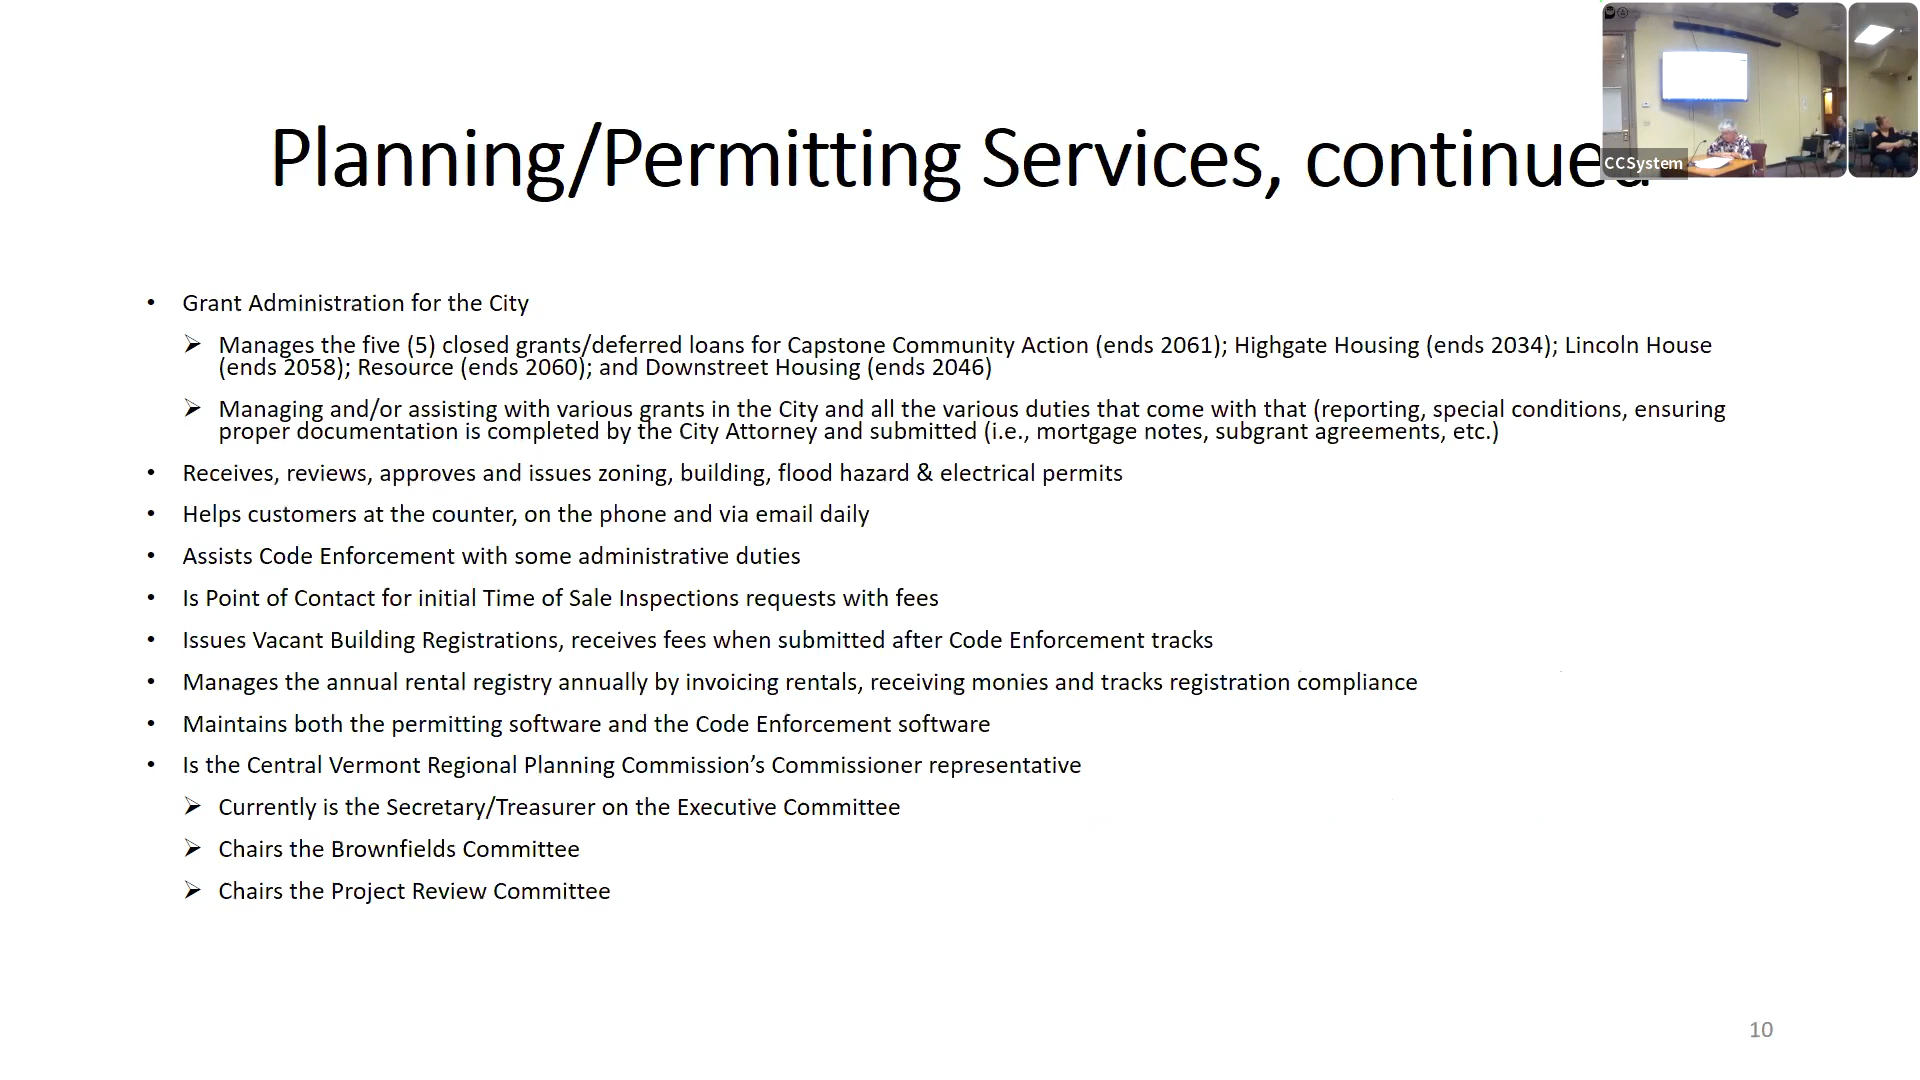 Planning/Permitting Services, continued
CCSystem
• Grant Administration for the City
➢ Manages the five (5) closed grants/deferred loans for Capstone Community Action (ends 2061); Highgate Housing (ends 2034); Lincoln House
(ends 2058); Resource (ends 2060); and Downstreet Housing (ends 2046)
➢ Managing and/or assisting with various grants in the City and all the various duties that come with that (reporting, special conditions, ensuring
proper documentation is completed by the City Attorney and submitted (i.e., mortgage notes, subgrant agreements, etc.)
• Receives, reviews, approves and issues zoning, building, flood hazard & electrical permits
• Helps customers at the counter, on the phone and via email daily
• Assists Code Enforcement with some administrative duties
• Is Point of Contact for initial Time of Sale Inspections requests with fees
• Issues Vacant Building Registrations, receives fees when submitted after Code Enforcement tracks
• Manages the annual rental registry annually by invoicing rentals, receiving monies and tracks registration compliance
• Maintains both the permitting software and the Code Enforcement software
• Is the Central Vermont Regional Planning Commission’s Commissioner representative
➢ Currently is the Secretary/Treasurer on the Executive Committee
➢ Chairs the Brownfields Committee
➢ Chairs the Project Review Committee
10